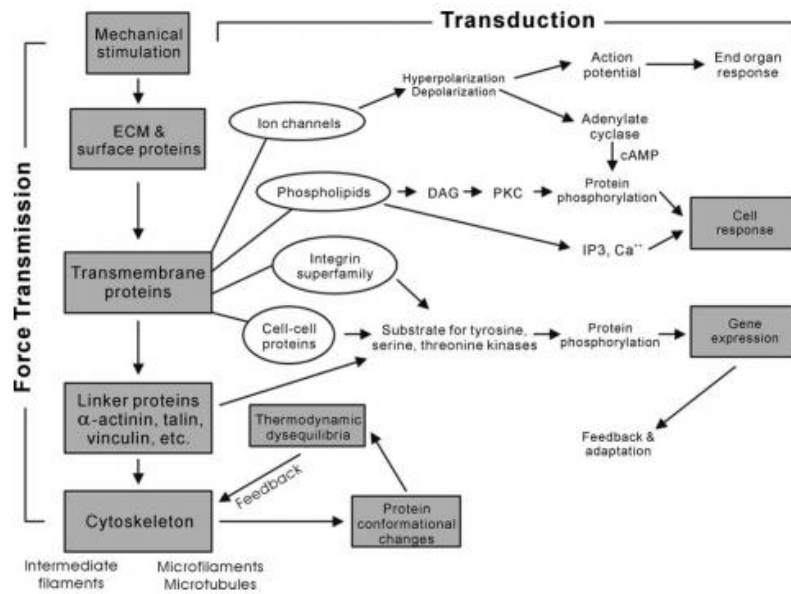 Transduction
Mechanical
stimulation
ECM &
surface proteins
Transmembrane
proteins
Linker proteins
α-actinin, talin,
vinculin, etc.
Cytoskeleton
Intermediate
filaments
Microfilaments
Microtubules
Force Transmission
Ion channels
Hyperpolarization
Depolarization
Action
potential
End organ
response
Adenylate
cyclase
cAMP
Phospholipids
DAG
PKC
Protein
phosphorylation
IP3, Ca++
Cell
response
Integrin
superfamily
Cell-cell
proteins
Substrate for tyrosine,
serine, threonine kinases
Protein
phosphorylation
Gene
expression
Feedback &
adaptation
Thermodynamic
dysequilibria
Feedback
Protein
conformational
changes